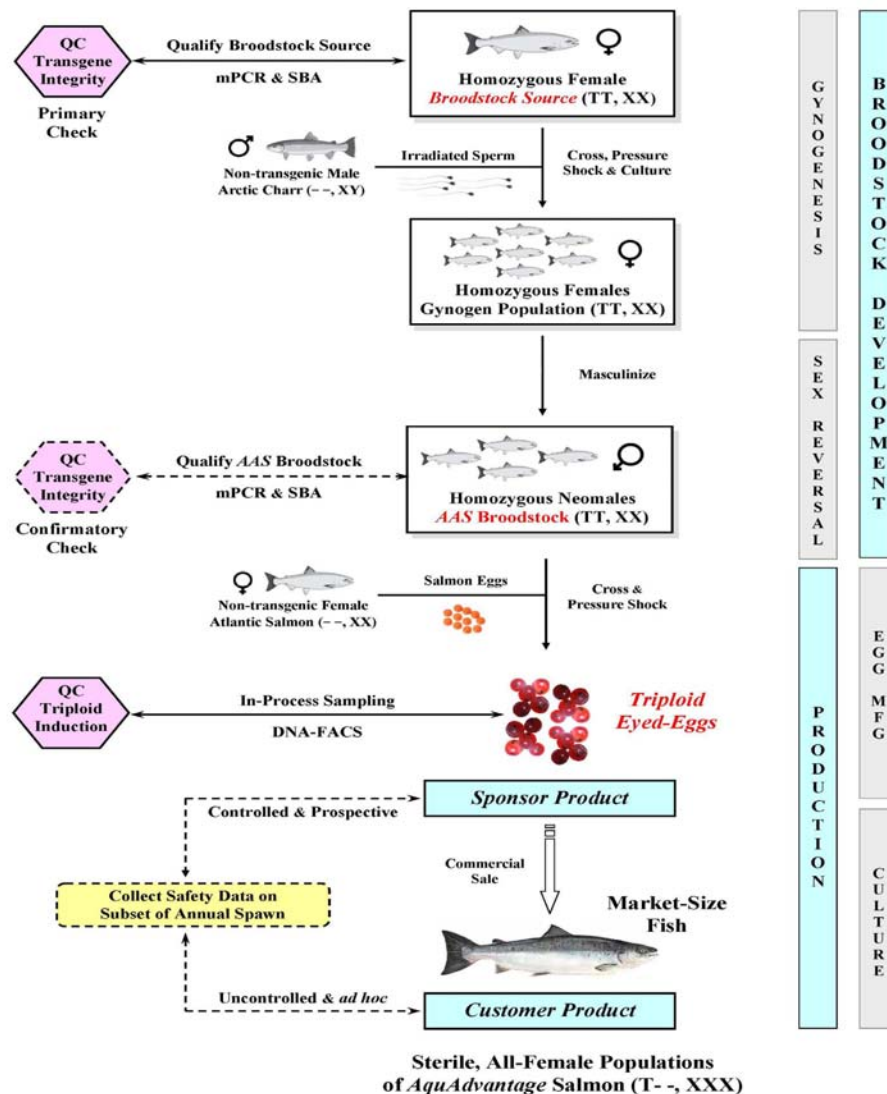 QC
Transgene
Integrity
Primary
Check
Qualify Broodstock Source
mPCR & SBA
Homozygous Female
Broodstock Source (TT, XX)
Non-transgenic Male
Arctic Charr (– –, XY)
Irradiated Sperm
Cross, Pressure
Shock & Culture
Homozygous Females
Gynogen Population (TT, XX)
Masculinize
QC
Transgene
Integrity
Confirmatory
Check
Qualify AAS Broodstock
mPCR & SBA
Homozygous Neomales
AAS Broodstock (TT, XX)
Non-transgenic Female
Atlantic Salmon (– –, XX)
Salmon Eggs
Cross &
Pressure Shock
QC
Triploid
Induction
In-Process Sampling
DNA-FACS
Triploid
Eyed-Eggs
Sponsor Product
Controlled & Prospective
Commercial
Sale
Collect Safety Data on
Subset of Annual Spawn
Market-Size
Fish
Uncontrolled & ad hoc
Customer Product
Sterile, All-Female Populations
of AquAdvantage Salmon (T- -, XXX)
GYNOGENESIS
SEX REVERSAL
BROODSTOCK DEVELOPMENT
PRODUCTION
EGG MFG
CULTURE